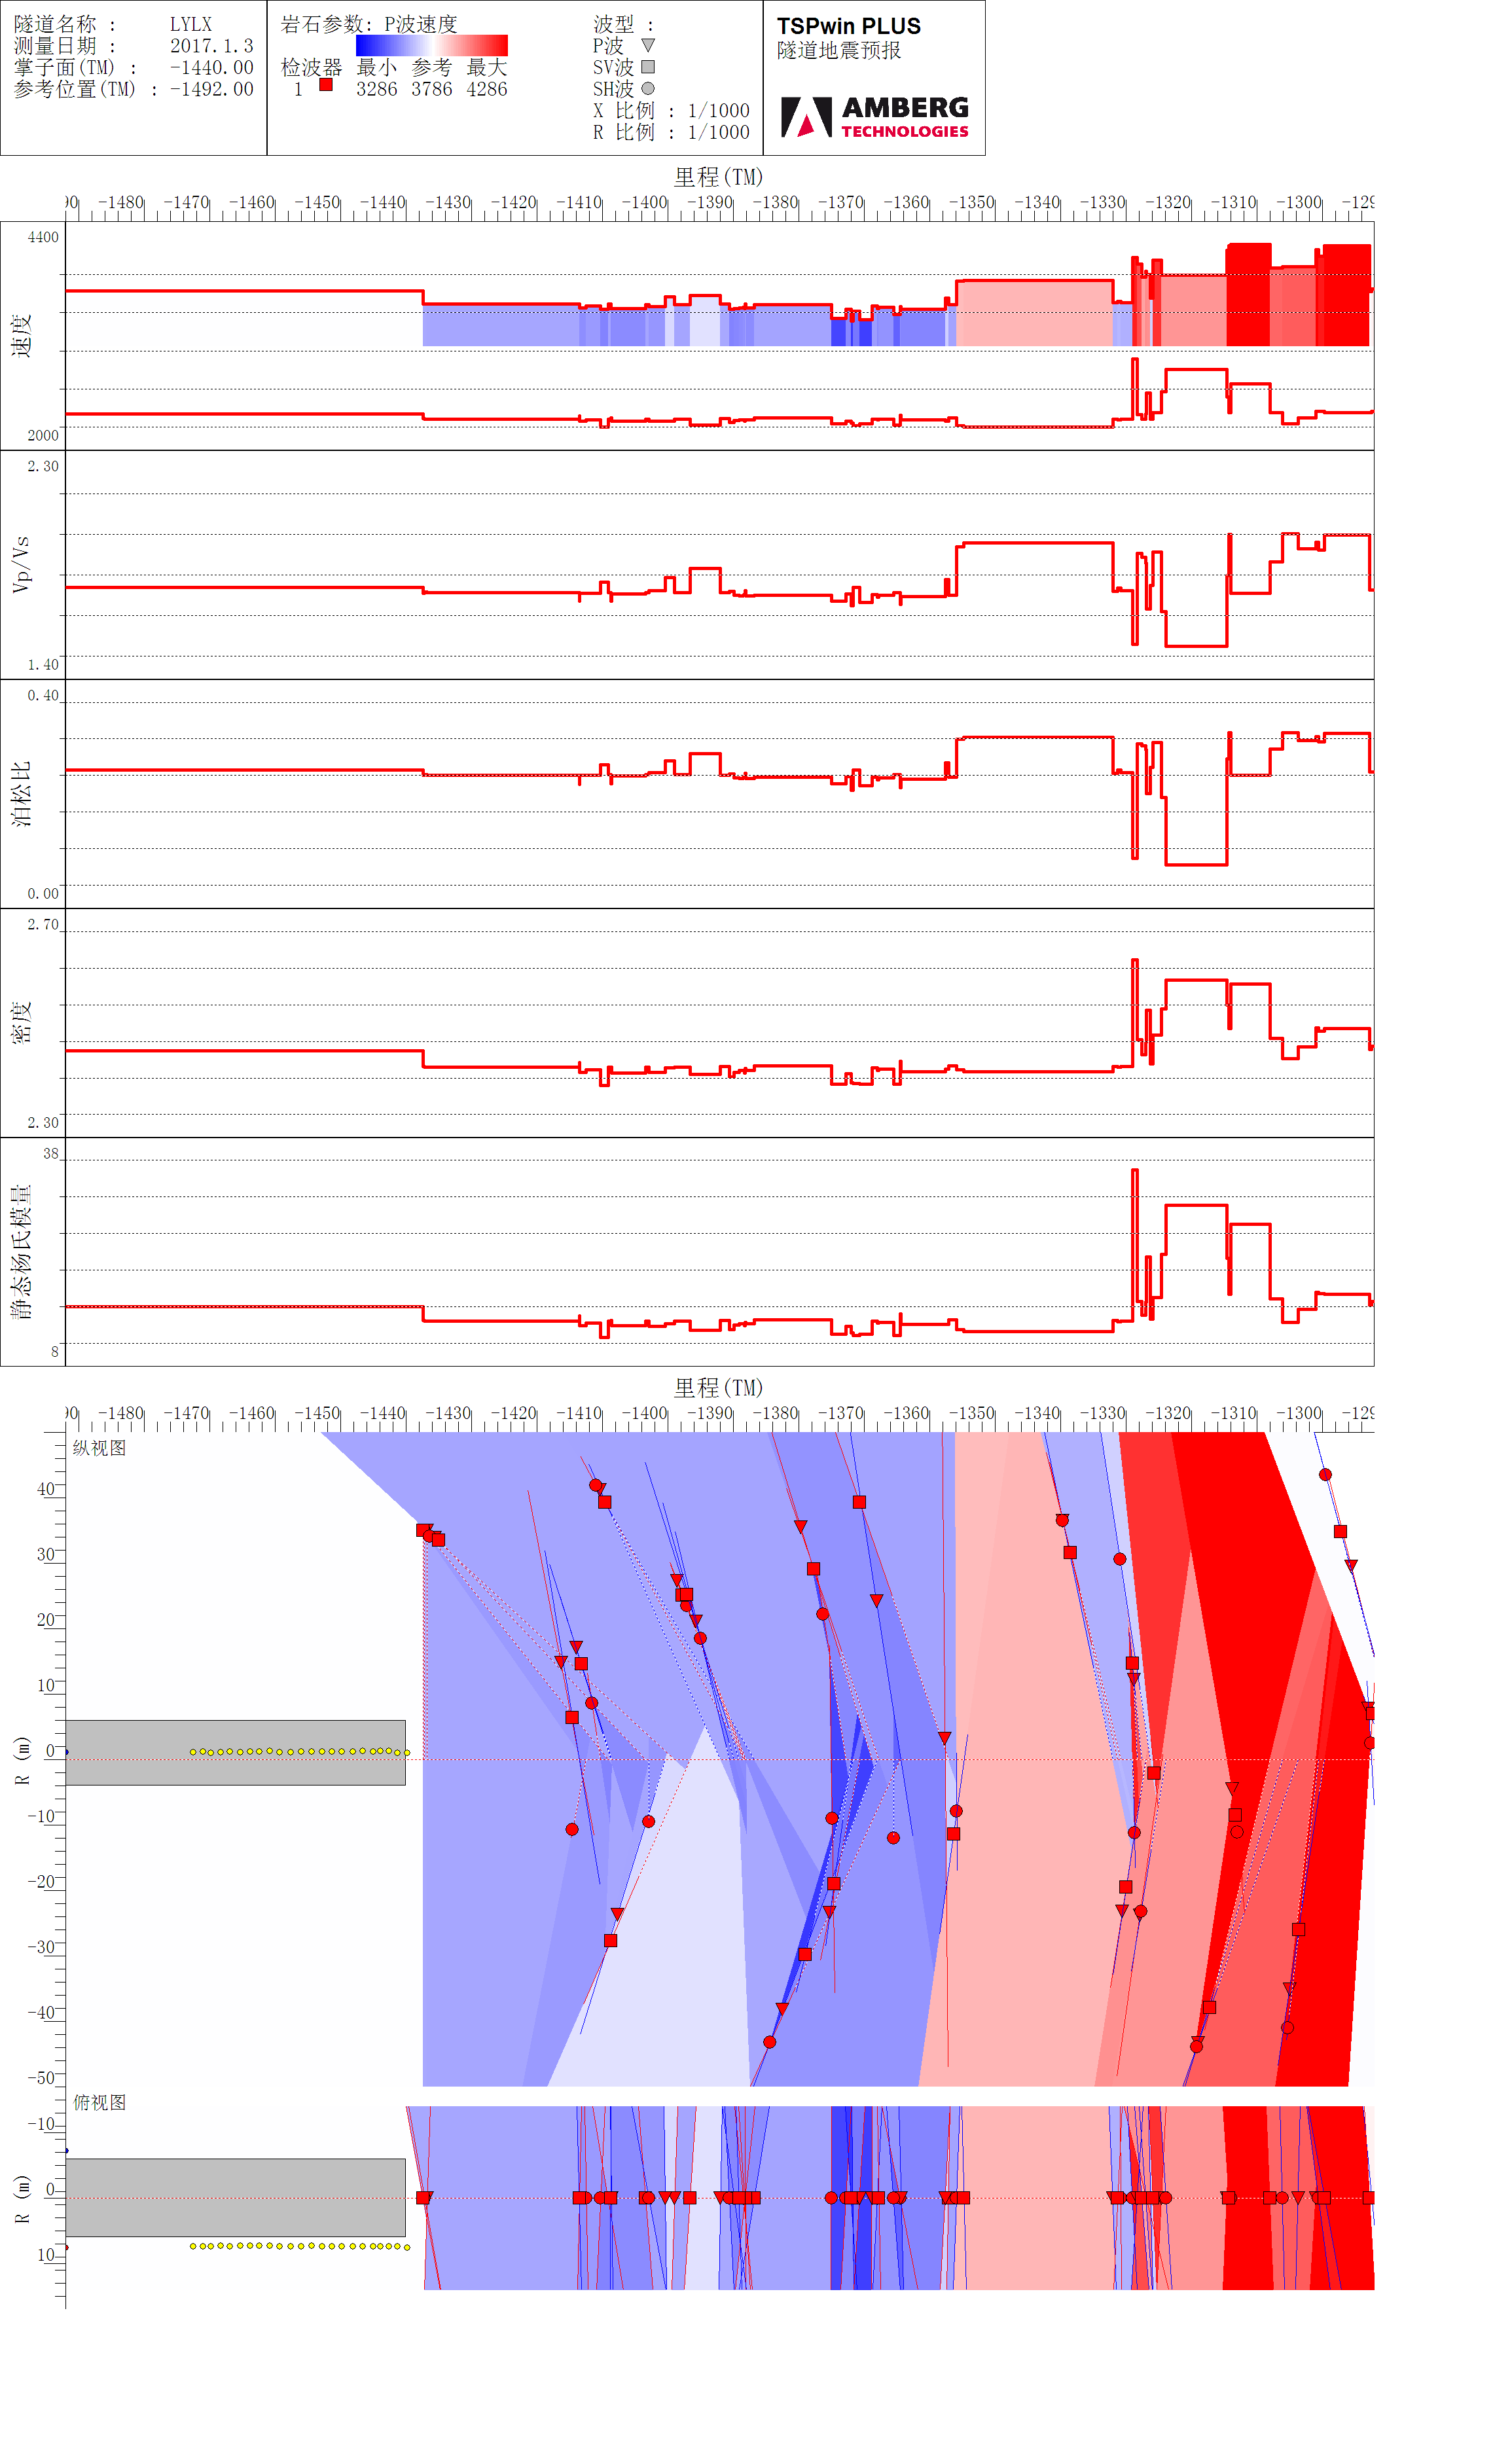 隧道名称 : LYLX
测量日期 : 2017.1.3
掌子面(TM) : -1440.00
参考位置(TM) : -1492.00
岩石参数: P波速度
检波器 最小 参考 最大
1 3286 3786 4286
波型 :
P波
SV波
SH波
X 比例 : 1/1000
R 比例 : 1/1000
TSPwin PLUS
隧道地震预报
AMBERG
TECHNOLOGIES
里程(TM)
00 -1480 -1470 -1460 -1450 -1440 -1430 -1420 -1410 -1400 -1390 -1380 -1370 -1360 -1350 -1340 -1330 -1320 -1310 -1300 -129
4400
速度
2000
2.30
Vp/Vs
1.40
0.40
泊松比
0.00
2.70
密度
2.30
38
静态杨氏模量
8
里程(TM)
00 -1480 -1470 -1460 -1450 -1440 -1430 -1420 -1410 -1400 -1390 -1380 -1370 -1360 -1350 -1340 -1330 -1320 -1310 -1300 -129
纵视图
40
30
20
10
0
R (m)
-10
-20
-30
-40
-50
俯视图
-10
0
R (m)
10